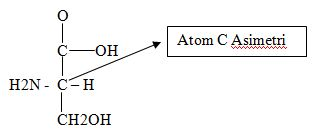 O
C OH Atom C Asimetri
H2N - C – H
CH2OH